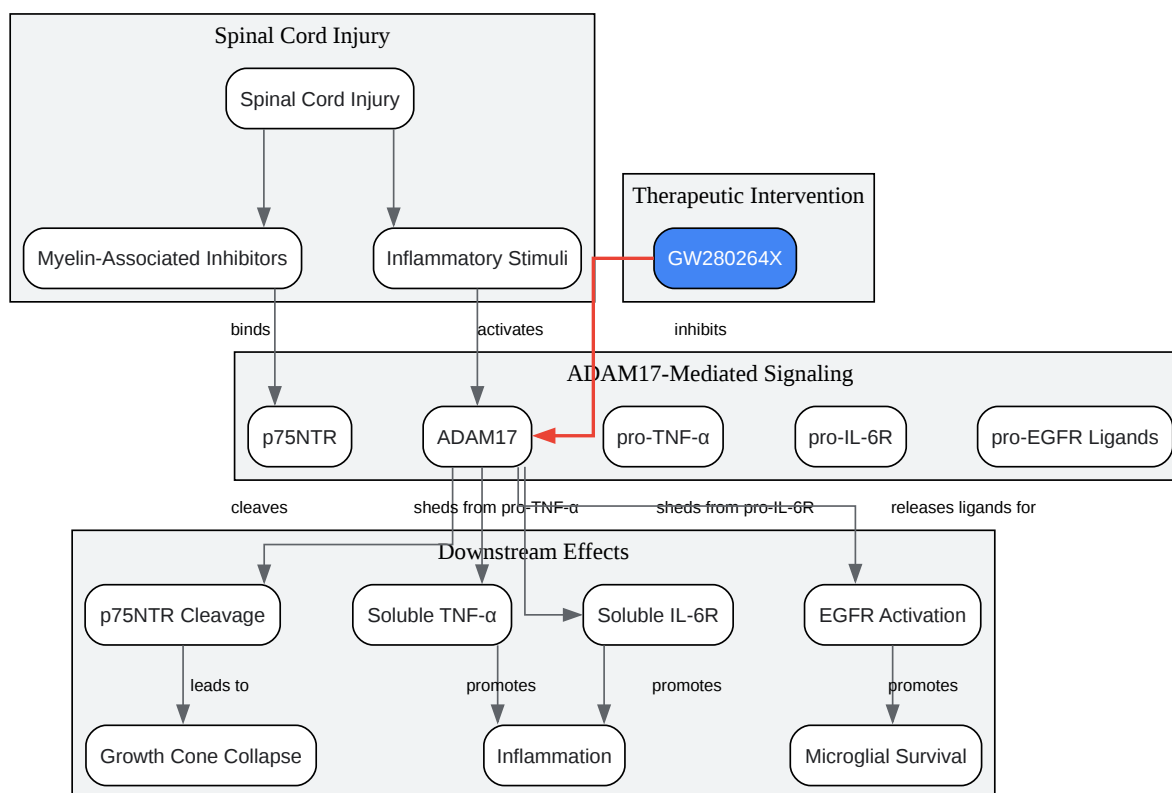 Spinal Cord Injury
Spinal Cord Injury
Therapeutic Intervention
Myelin-Associated Inhibitors
Inflammatory Stimuli
GW280264X
binds
activates
inhibits
ADAM17-Mediated Signaling
p75NTR
ADAM17
pro-TNF-α
pro-IL-6R
pro-EGFR Ligands
cleaves
sheds from pro-TNF-α
sheds from pro-IL-6R
releases ligands for
Downstream Effects
p75NTR Cleavage
Soluble TNF-α
Soluble IL-6R
EGFR Activation
leads to
promotes
promotes
promotes
Growth Cone Collapse
Inflammation
Microglial Survival